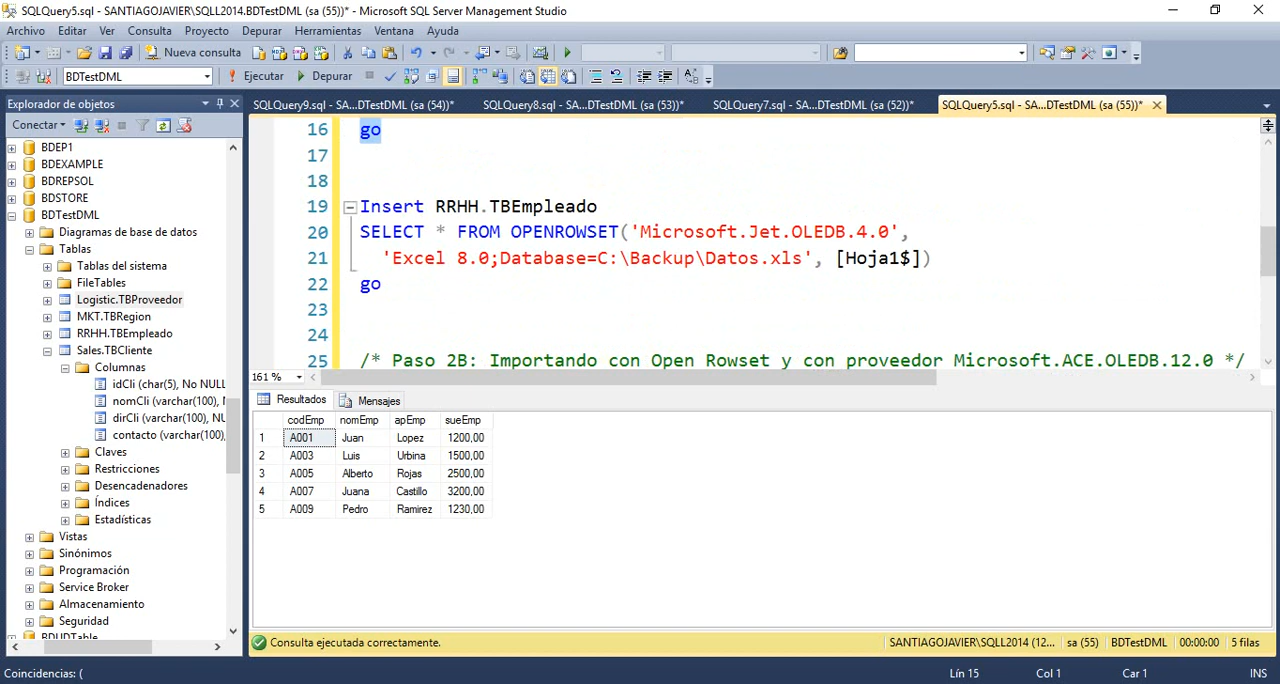 SQLQuery5.sql - SANTIAGOJAVIER\SQLL2014.BDTestDML (sa (55))* - Microsoft SQL Server Management Studio
Archivo Editar Ver Consulta Proyecto Depurar Herramientas Ventana Ayuda
Nueva consulta
BDTestDML Ejecutar Depurar
Explorador de objetos
SQLQuery9.sql - SA...DTestDML (sa (54))* SQLQuery8.sql - SA...DTestDML (sa (53))* SQLQuery7.sql - SA...DTestDML (sa (52))* SQLQuery5.sql - SA...DTestDML (sa (55))*
Conectar
BDEP1
BDEXAMPLE
BDREPSOL
BDSTORE
BDTestDML
Diagramas de base de datos
Tablas
Tablas del sistema
FileTables
Logistic.TBProveedor
MKT.TBRegion
RRHH.TBEmpleado
Sales.TBCliente
Columnas
idCli (char(5), No NULL
nomCli (varchar(100), N
dirCli (varchar(100), NU
contacto (varchar(100),
Claves
Restricciones
Desencadenadores
Índices
Estadísticas
Vistas
Sinónimos
Programación
Service Broker
Almacenamiento
Seguridad
BDUDTable
16 go
17
18
19 Insert RRHH.TBEmpleado
20 SELECT * FROM OPENROWSET('Microsoft.Jet.OLEDB.4.0',
21 'Excel 8.0;Database=C:\Backup\Datos.xls', [Hoja1$])
22 go
23
24
25 /* Paso 2B: Importando con Open Rowset y con proveedor Microsoft.ACE.OLEDB.12.0 */
161 %
Resultados Mensajes
codEmp nomEmp apEmp sueEmp
1 A001 Juan Lopez 1200,00
2 A003 Luis Urbina 1500,00
3 A005 Alberto Rojas 2500,00
4 A007 Juana Castillo 3200,00
5 A009 Pedro Ramirez 1230,00
Consulta ejecutada correctamente. SANTIAGOJAVIER\SQLL2014 (12... sa (55) BDTestDML 00:00:00 5 filas
Coincidencias: ( Lín 15 Col 1 Car 1 INS